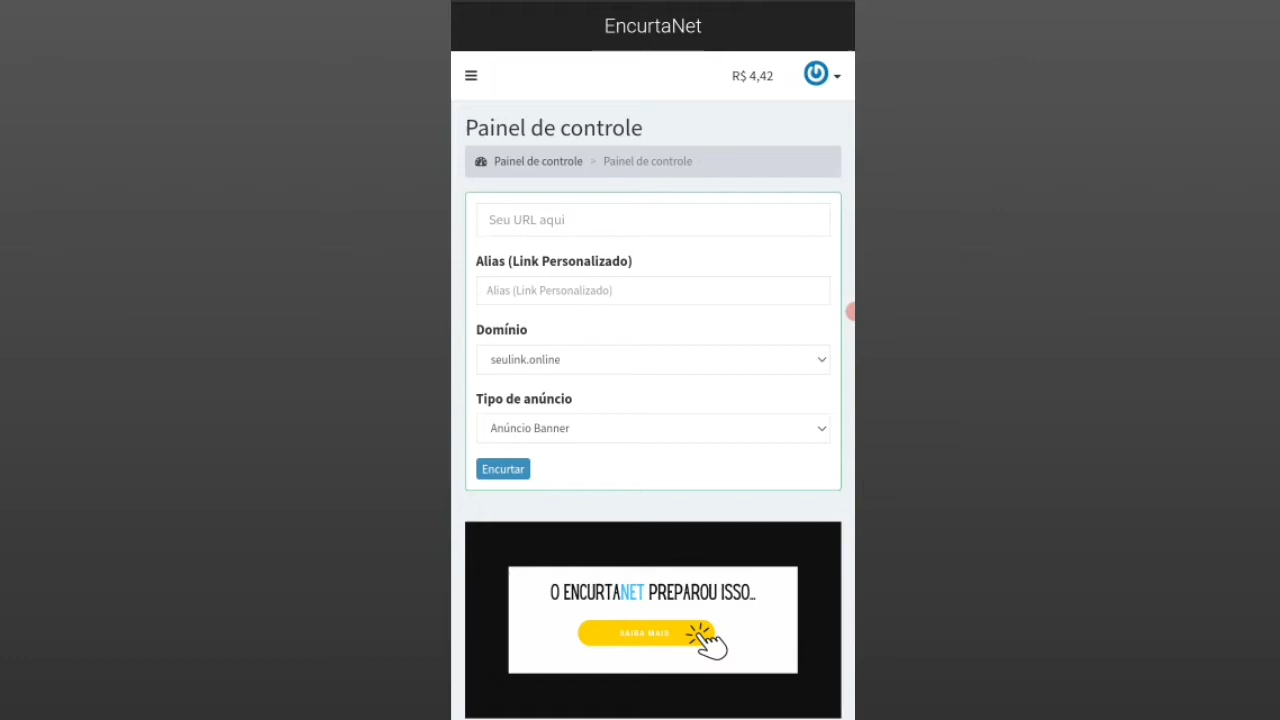 EncurtaNet
R$ 4,42
Painel de controle
Painel de controle > Painel de controle
Seu URL aqui
Alias (Link Personalizado)
Alias (Link Personalizado)
Domínio
seulink.online
Tipo de anúncio
Anúncio Banner
Encurtar
O ENCURTANET PREPAROU ISSO...
SAIBA MAIS